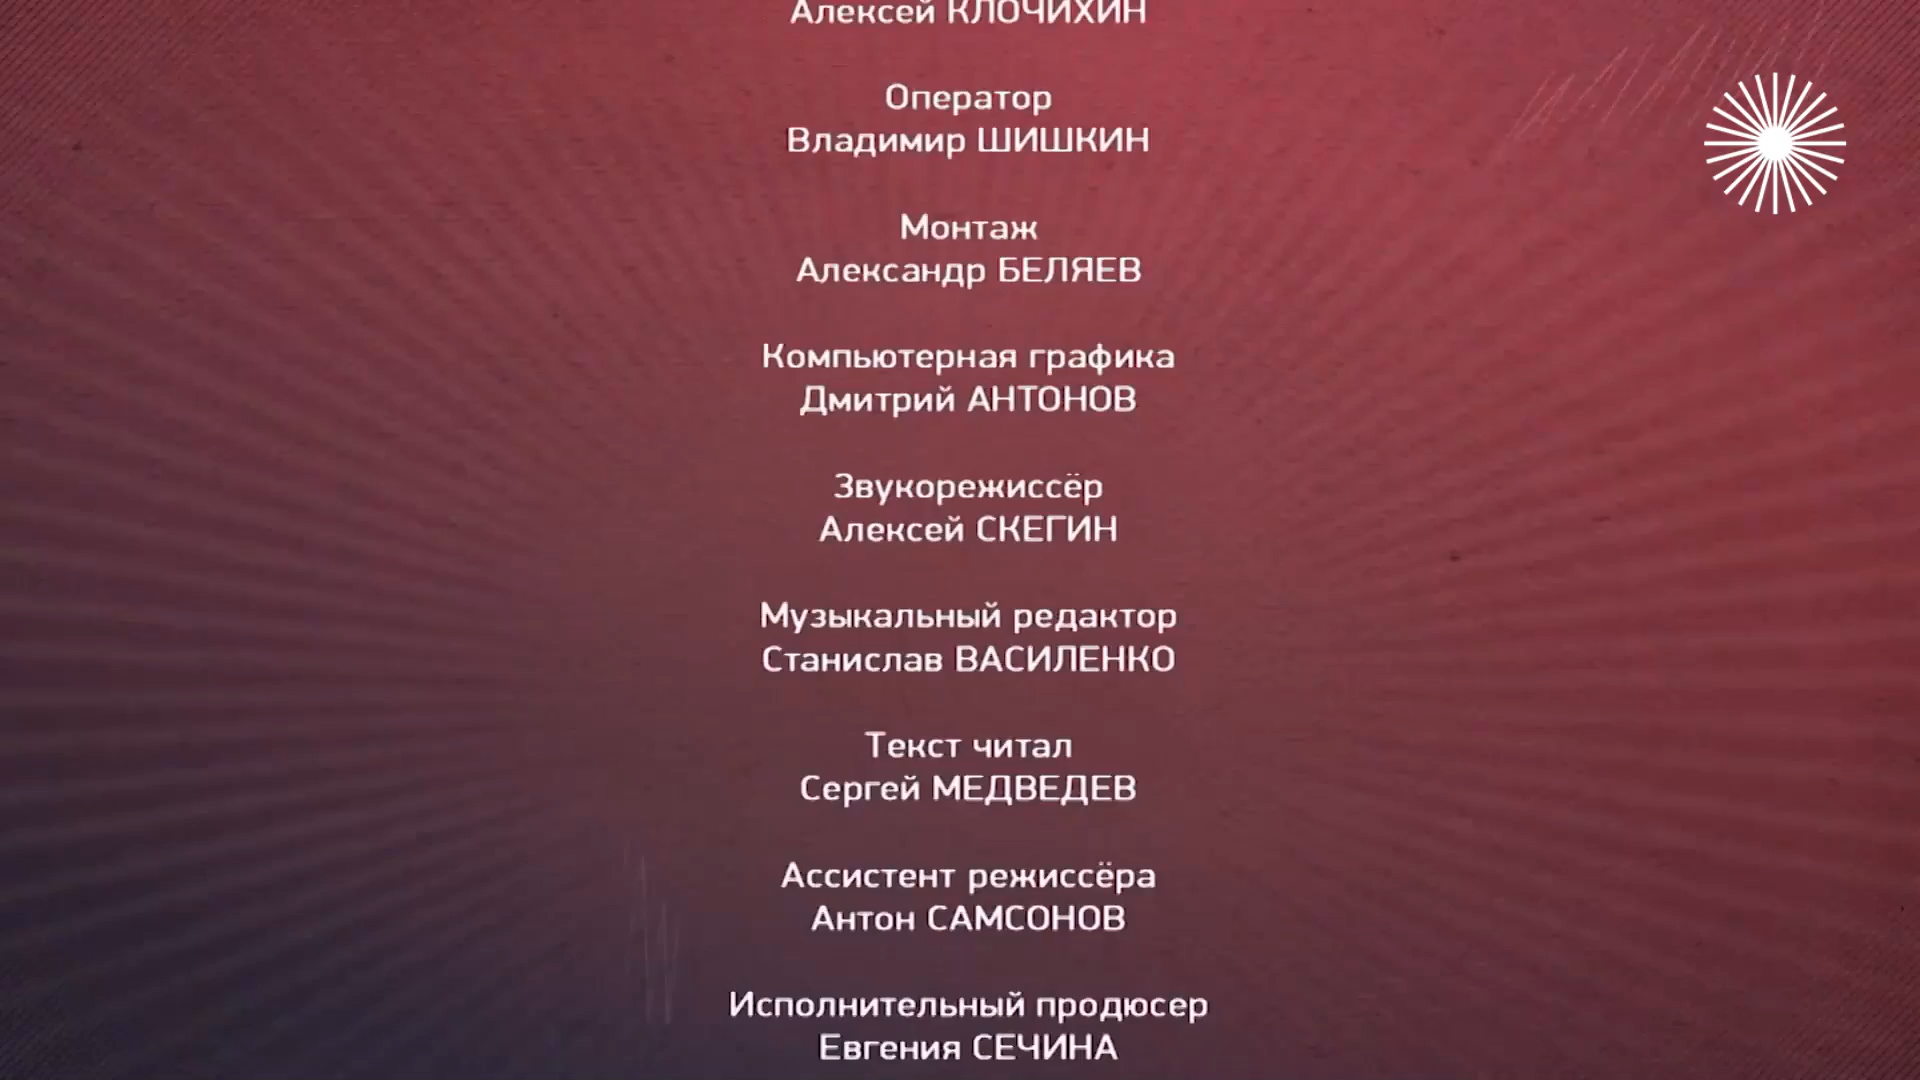 Алексей КЛОЧИХИН
Оператор
Владимир ШИШКИН
Монтаж
Александр БЕЛЯЕВ
Компьютерная графика
Дмитрий АНТОНОВ
Звукорежиссёр
Алексей СКЕГИН
Музыкальный редактор
Станислав ВАСИЛЕНКО
Текст читал
Сергей МЕДВЕДЕВ
Ассистент режиссёра
Антон САМСОНОВ
Исполнительный продюсер
Евгения СЕЧИНА